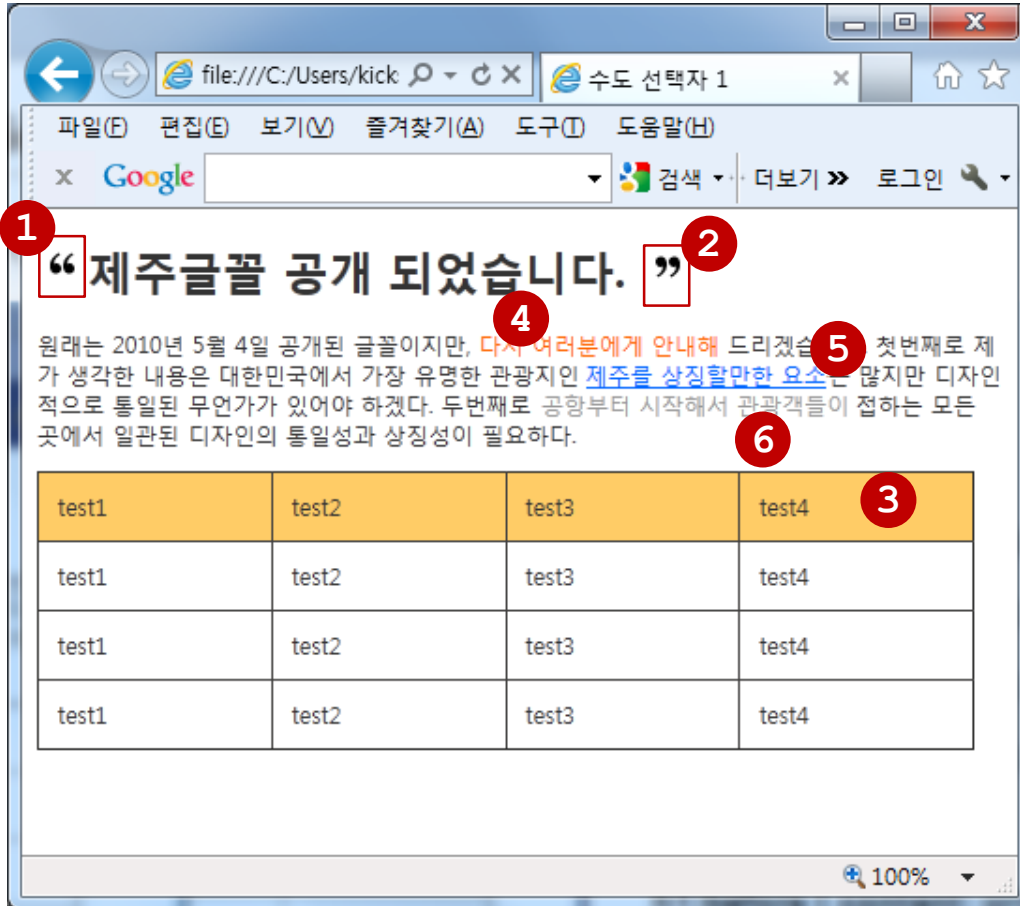 file:///C:/Users/kick
수도 선택자 1
파일(F) 편집(E) 보기(V) 즐겨찾기(A) 도구(T) 도움말(H)
x Google 검색 더보기 » 로그인
1
“ 제주글꼴 공개 되었습니다. ”
2
4
원래는 2010년 5월 4일 공개된 글꼴이지만, 다시 여러분에게 안내해 드리겠습 첫번째로 제
5
가 생각한 내용은 대한민국에서 가장 유명한 관광지인 제주를 상징할만한 요소는 많지만 디자인
적으로 통일된 무언가가 있어야 하겠다. 두번째로 공항부터 시작해서 관광객들이 접하는 모든
곳에서 일관된 디자인의 통일성과 상징성이 필요하다.
6
test1 test2 test3 test4
3
test1 test2 test3 test4
test1 test2 test3 test4
test1 test2 test3 test4
100%